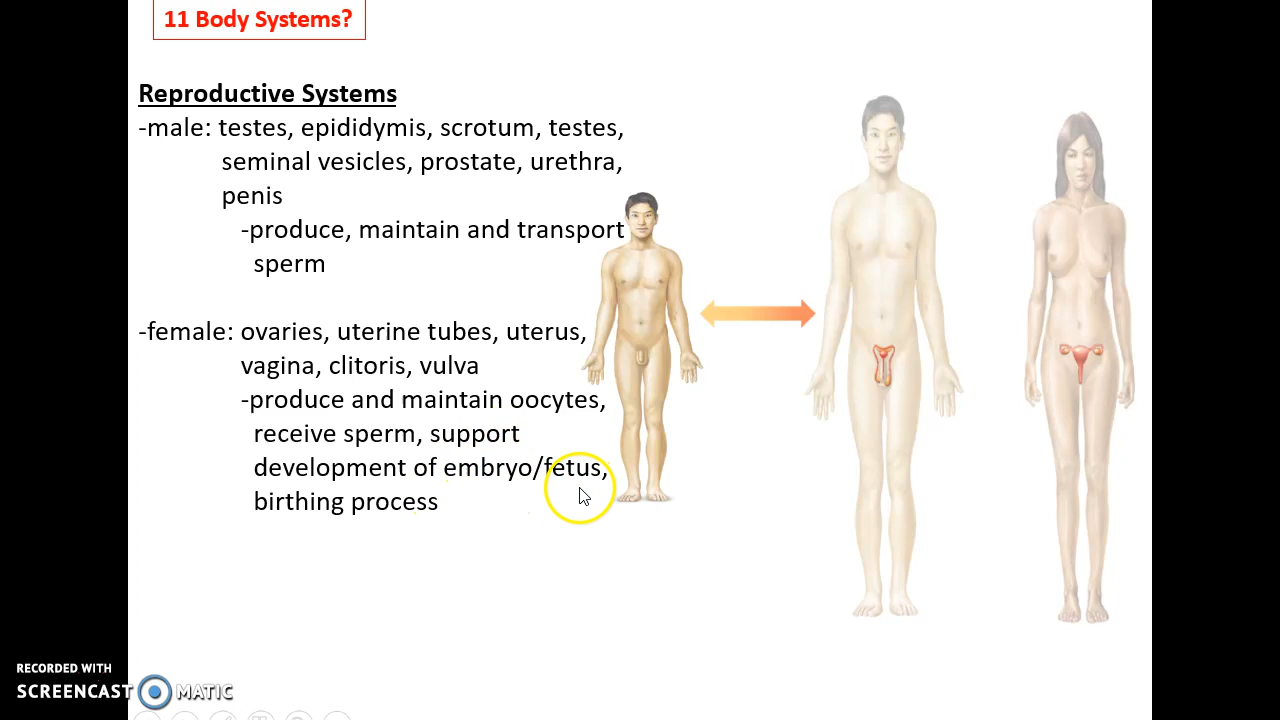 11 Body Systems?
Reproductive Systems
-male: testes, epididymis, scrotum, testes,
seminal vesicles, prostate, urethra,
penis
-produce, maintain and transport
sperm
-female: ovaries, uterine tubes, uterus,
vagina, clitoris, vulva
-produce and maintain oocytes,
receive sperm, support
development of embryo/fetus,
birthing process
RECORDED WITH
SCREENCAST MATIC